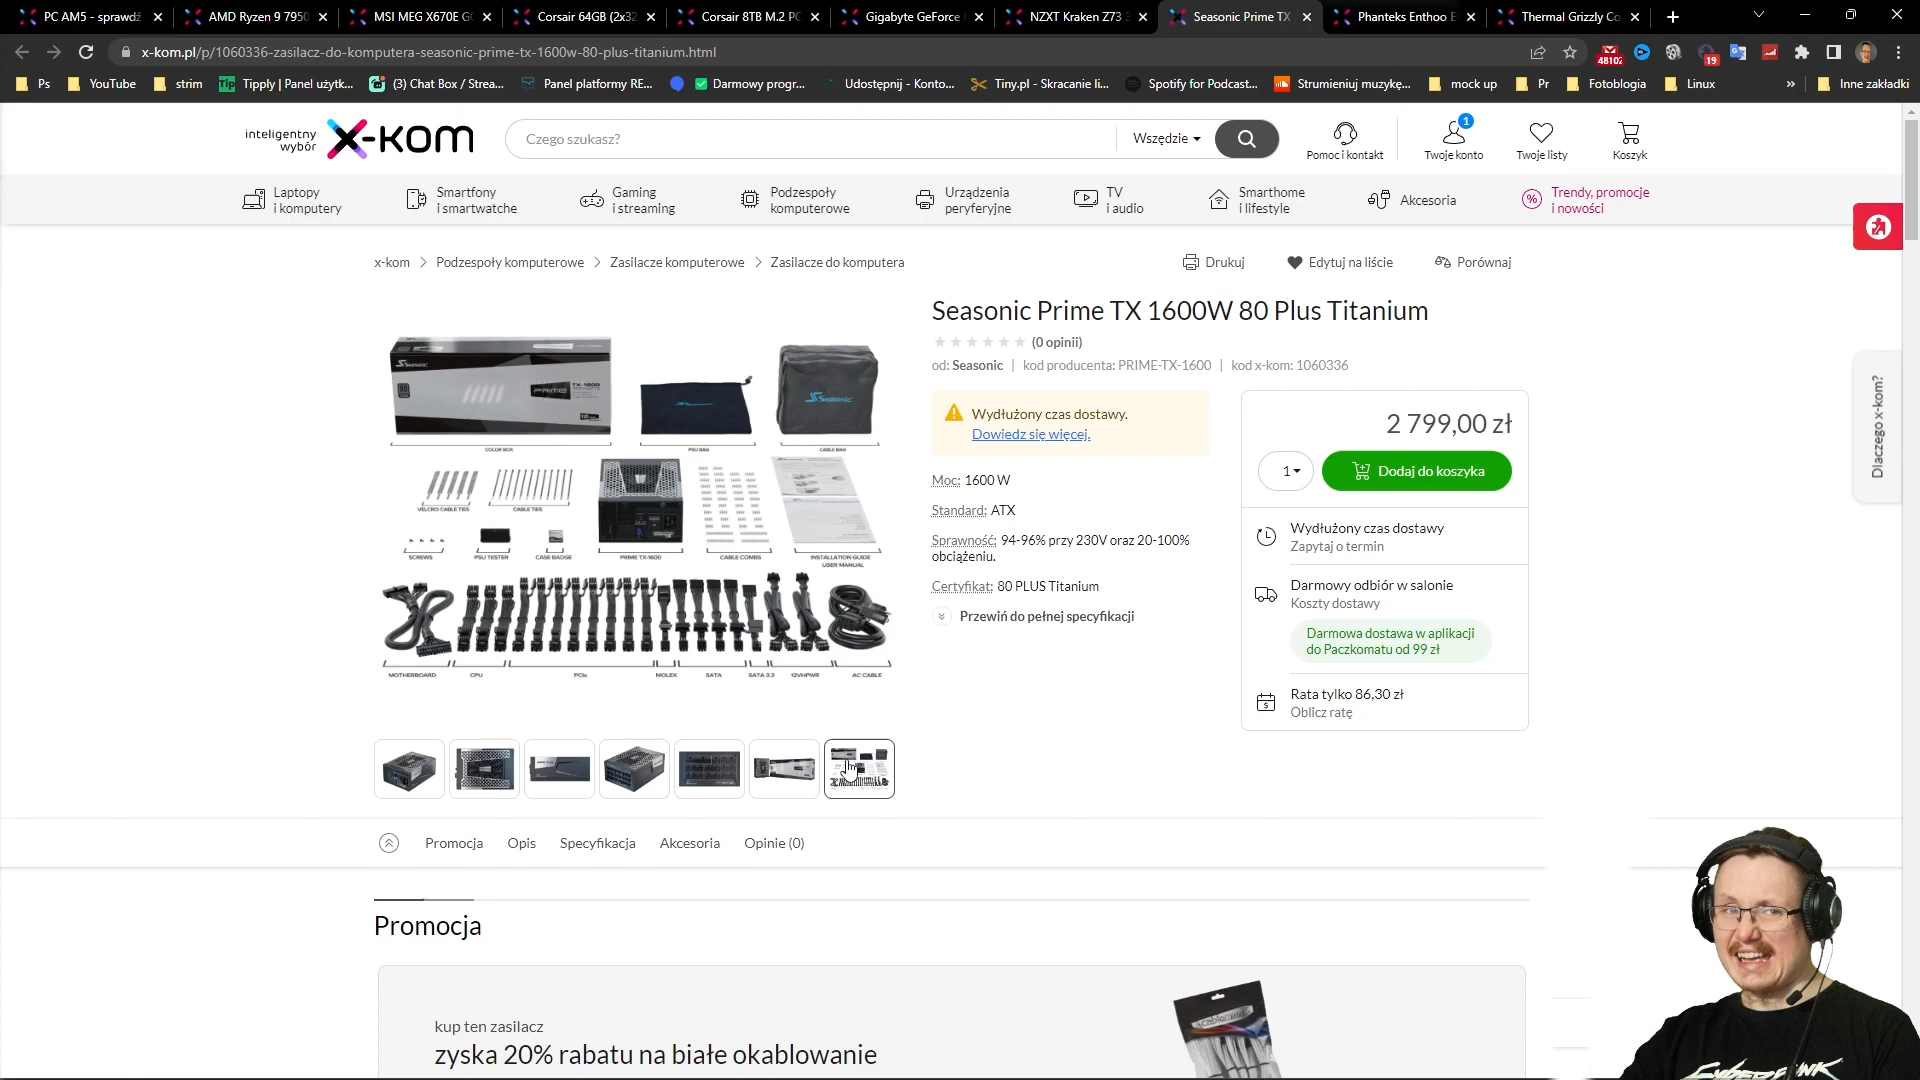 PC AM5 - sprawdź
AMD Ryzen 9 7950
MSI MEG X670E GO
Corsair 64GB (2x32
Corsair 8TB M.2 PC
Gigabyte GeForce
NZXT Kraken Z73 3
Seasonic Prime TX
Phanteks Enthoo E
Thermal Grizzly Co
x-kom.pl/p/1060336-zasilacz-do-komputera-seasonic-prime-tx-1600w-80-plus-titanium.html
48102
19
Ps
YouTube
strim
Tip
Tipply | Panel użytk...
(3) Chat Box / Strea...
Panel platformy RE...
Darmowy progr...
Udostępnij - Konto...
Tiny.pl - Skracanie li...
Spotify for Podcast...
Strumieniuj muzykę...
mock up
Pr
Fotoblogia
Linux
»
Inne zakładki
inteligentny
wybór
x-kom
Czego szukasz?
Wszędzie
Pomoc i kontakt
1
Twoje konto
Twoje listy
Koszyk
Laptopy
i komputery
Smartfony
i smartwatche
Gaming
i streaming
Podzespoły
komputerowe
Urządzenia
peryferyjne
TV
i audio
Smarthome
i lifestyle
Akcesoria
Trendy, promocje
i nowości
x-kom
Podzespoły komputerowe
Zasilacze komputerowe
Zasilacze do komputera
Drukuj
Edytuj na liście
Porównaj
Seasonic Prime TX 1600W 80 Plus Titanium
(0 opinii)
od: Seasonic | kod producenta: PRIME-TX-1600 | kod x-kom: 1060336
Wydłużony czas dostawy.
Dowiedz się więcej.
Moc: 1600 W
Standard: ATX
Sprawność: 94-96% przy 230V oraz 20-100%
obciążeniu.
Certyfikat: 80 PLUS Titanium
Przewiń do pełnej specyfikacji
2 799,00 zł
1
Dodaj do koszyka
Wydłużony czas dostawy
Zapytaj o termin
Darmowy odbiór w salonie
Koszty dostawy
Darmowa dostawa w aplikacji
do Paczkomatu od 99 zł
Rata tylko 86,30 zł
Oblicz ratę
Dlaczego x-kom?
Seasonic
TX-1600
PRIME
Seasonic
Seasonic
COLOR BOX
PSU BAG
CABLE BAG
VELCRO CABLE TIES
CABLE TIES
SCREWS
PSU TESTER
CASE BADGE
PRIME TX-1600
CABLE COMBS
INSTALLATION GUIDE
USER MANUAL
MOTHERBOARD
CPU
PCIe
MOLEX
SATA
SATA 3.3
12VHPWR
AC CABLE
Promocja
Opis
Specyfikacja
Akcesoria
Opinie (0)
Promocja
kup ten zasilacz
zyska 20% rabatu na białe okablowanie
cablemod